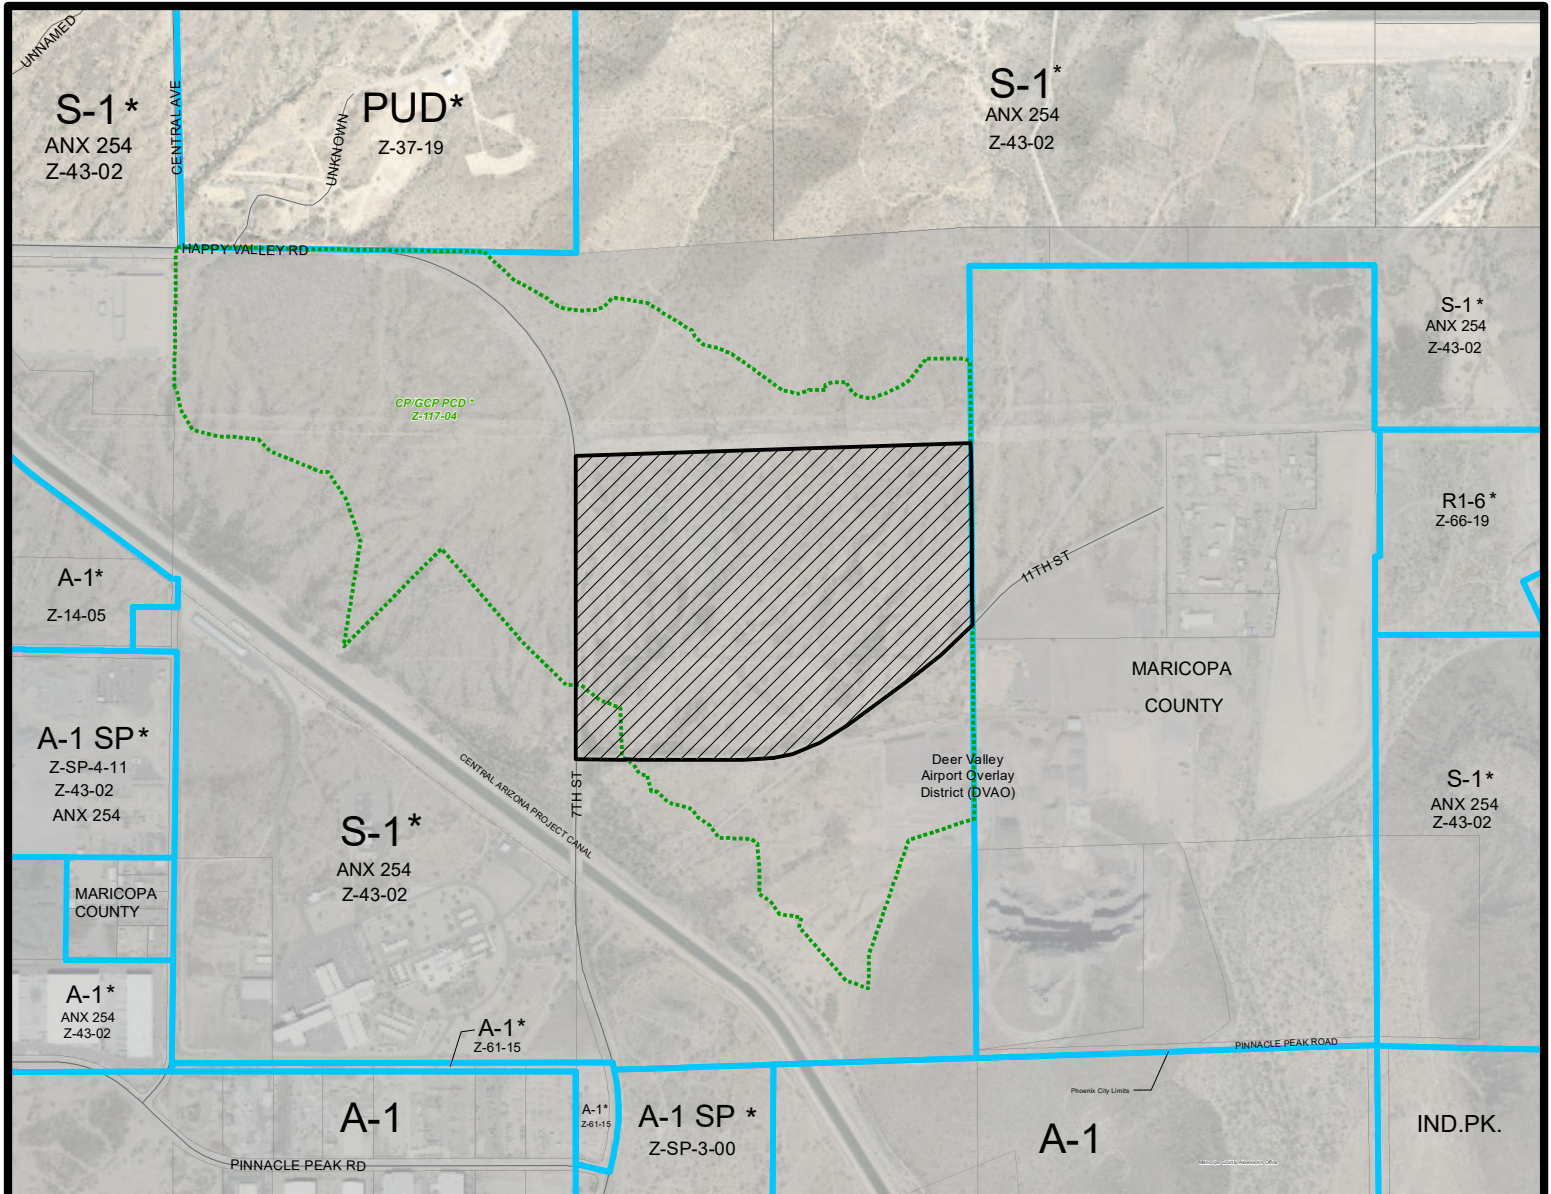 UNNAMED
S-1*
ANX 254
Z-43-02
CENTRAL AVE
UNKNOWN
PUD*
Z-37-19
S-1*
ANX 254
Z-43-02
HAPPY VALLEY RD
S-1*
ANX 254
Z-43-02
CP/GCP PCD *
Z-117-04
R1-6*
Z-66-19
11TH ST
A-1*
Z-14-05
MARICOPA
COUNTY
A-1 SP*
Z-SP-4-11
Z-43-02
ANX 254
CENTRAL ARIZONA PROJECT CANAL
7TH ST
Deer Valley
Airport Overlay
District (DVAO)
S-1*
ANX 254
Z-43-02
S-1*
ANX 254
Z-43-02
MARICOPA
COUNTY
A-1*
ANX 254
Z-43-02
A-1*
Z-61-15
PINNACLE PEAK ROAD
Phoenix City Limits
A-1
A-1*
Z-61-15
A-1 SP *
Z-SP-3-00
A-1
IND.PK.
PINNACLE PEAK RD
Maricopa County Assessor's Office